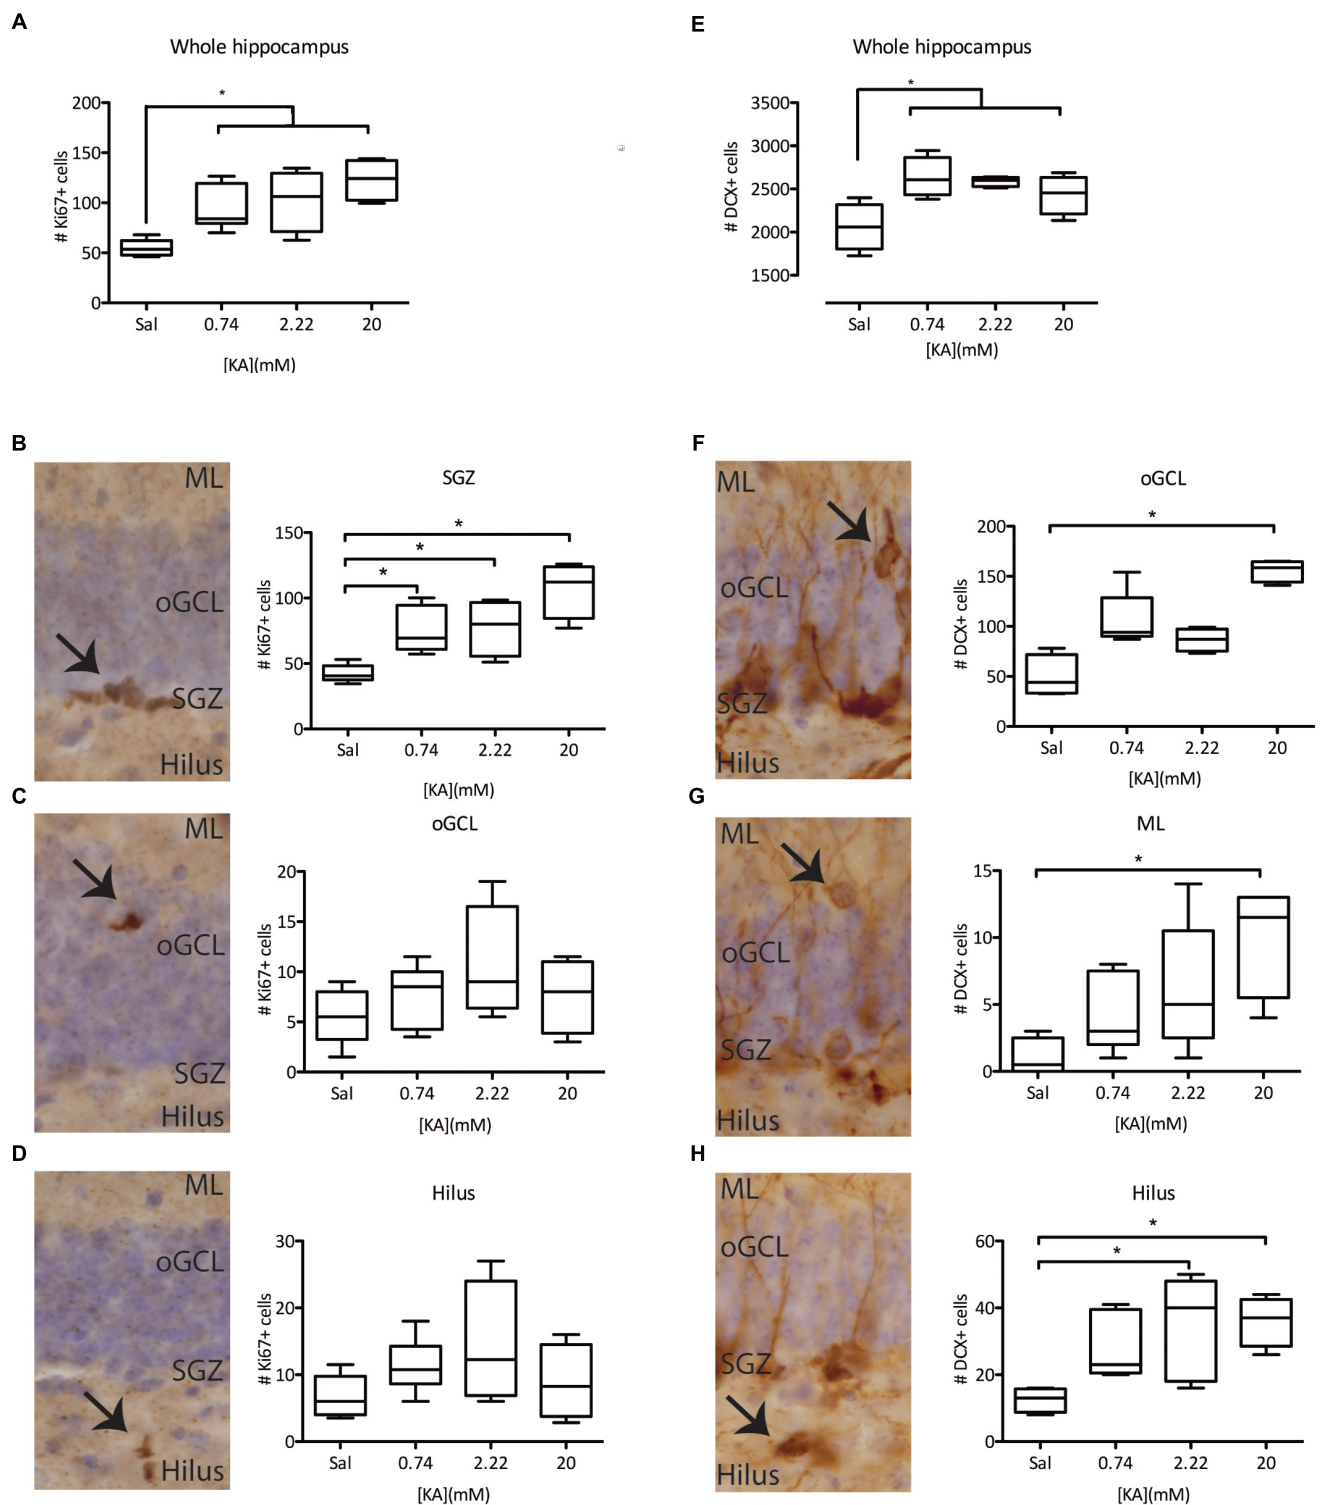 A
Whole hippocampus
*
# Ki67+ cells
200
150
100
50
0
Sal 0.74 2.22 20
[KA](mM)
E
Whole hippocampus
*
# DCX+ cells
3500
3000
2500
2000
1500
Sal 0.74 2.22 20
[KA](mM)
B
ML
oGCL
SGZ
Hilus
SGZ
*
*
*
# Ki67+ cells
150
100
50
0
Sal 0.74 2.22 20
[KA](mM)
F
ML
oGCL
SGZ
Hilus
oGCL
*
# DCX+ cells
200
150
100
50
0
Sal 0.74 2.22 20
[KA](mM)
C
ML
oGCL
SGZ
Hilus
oGCL
# Ki67+ cells
20
15
10
5
0
Sal 0.74 2.22 20
[KA](mM)
G
ML
oGCL
SGZ
Hilus
ML
*
# DCX+ cells
15
10
5
0
Sal 0.74 2.22 20
[KA](mM)
D
ML
oGCL
SGZ
Hilus
Hilus
# Ki67+ cells
30
20
10
0
Sal 0.74 2.22 20
[KA](mM)
H
ML
oGCL
SGZ
Hilus
Hilus
*
*
# DCX+ cells
60
40
20
0
Sal 0.74 2.22 20
[KA](mM)